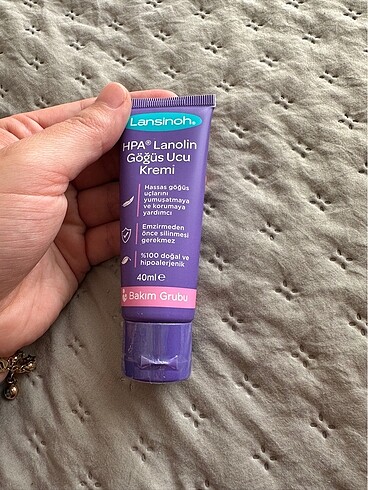 Lansinoh®
HPA® Lanolin
Göğüs Ucu
Kremi
Hassas göğüs
uçlarını
yumuşatmaya
ve korumaya
yardımcı
Emzirmeden
önce silinmesi
gerekmez
%100 doğal ve
hipoalerjenik
40ml e
Bakım Grubu